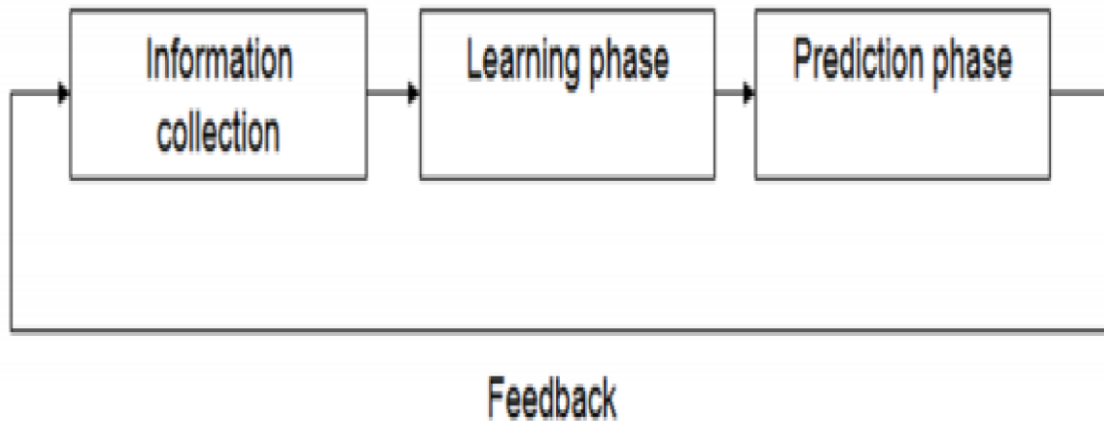 Information
collection
Learning phase
Prediction phase
Feedback